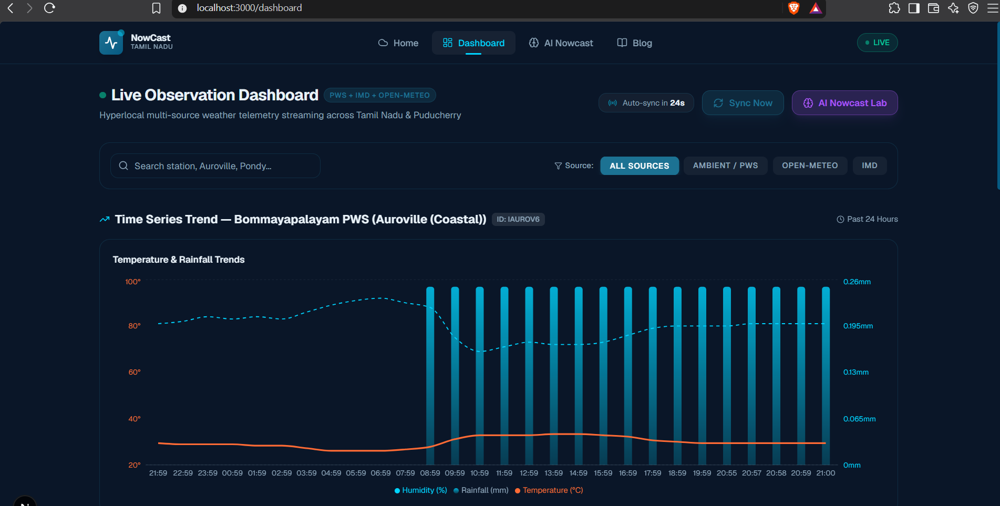 localhost:3000/dashboard
NowCast
TAMIL NADU
Home
Dashboard
AI Nowcast
Blog
LIVE
Live Observation Dashboard
PWS + IMD + OPEN-METEO
Hyperlocal multi-source weather telemetry streaming across Tamil Nadu & Puducherry
Auto-sync in 24s
Sync Now
AI Nowcast Lab
Search station, Auroville, Pondy...
Source:
ALL SOURCES
AMBIENT / PWS
OPEN-METEO
IMD
Time Series Trend — Bommayapalayam PWS (Auroville (Coastal))
ID: IAUROV6
Past 24 Hours
Temperature & Rainfall Trends
100°
80°
60°
40°
20°
0.26mm
0.195mm
0.13mm
0.065mm
0mm
21:59 22:59 23:59 00:59 01:59 02:59 03:59 04:59 05:59 06:59 07:59 08:59 09:59 10:59 11:59 12:59 13:59 14:59 15:59 16:59 17:59 18:59 19:59 20:55 20:57 20:58 20:59 21:00
Humidity (%) Rainfall (mm) Temperature (°C)